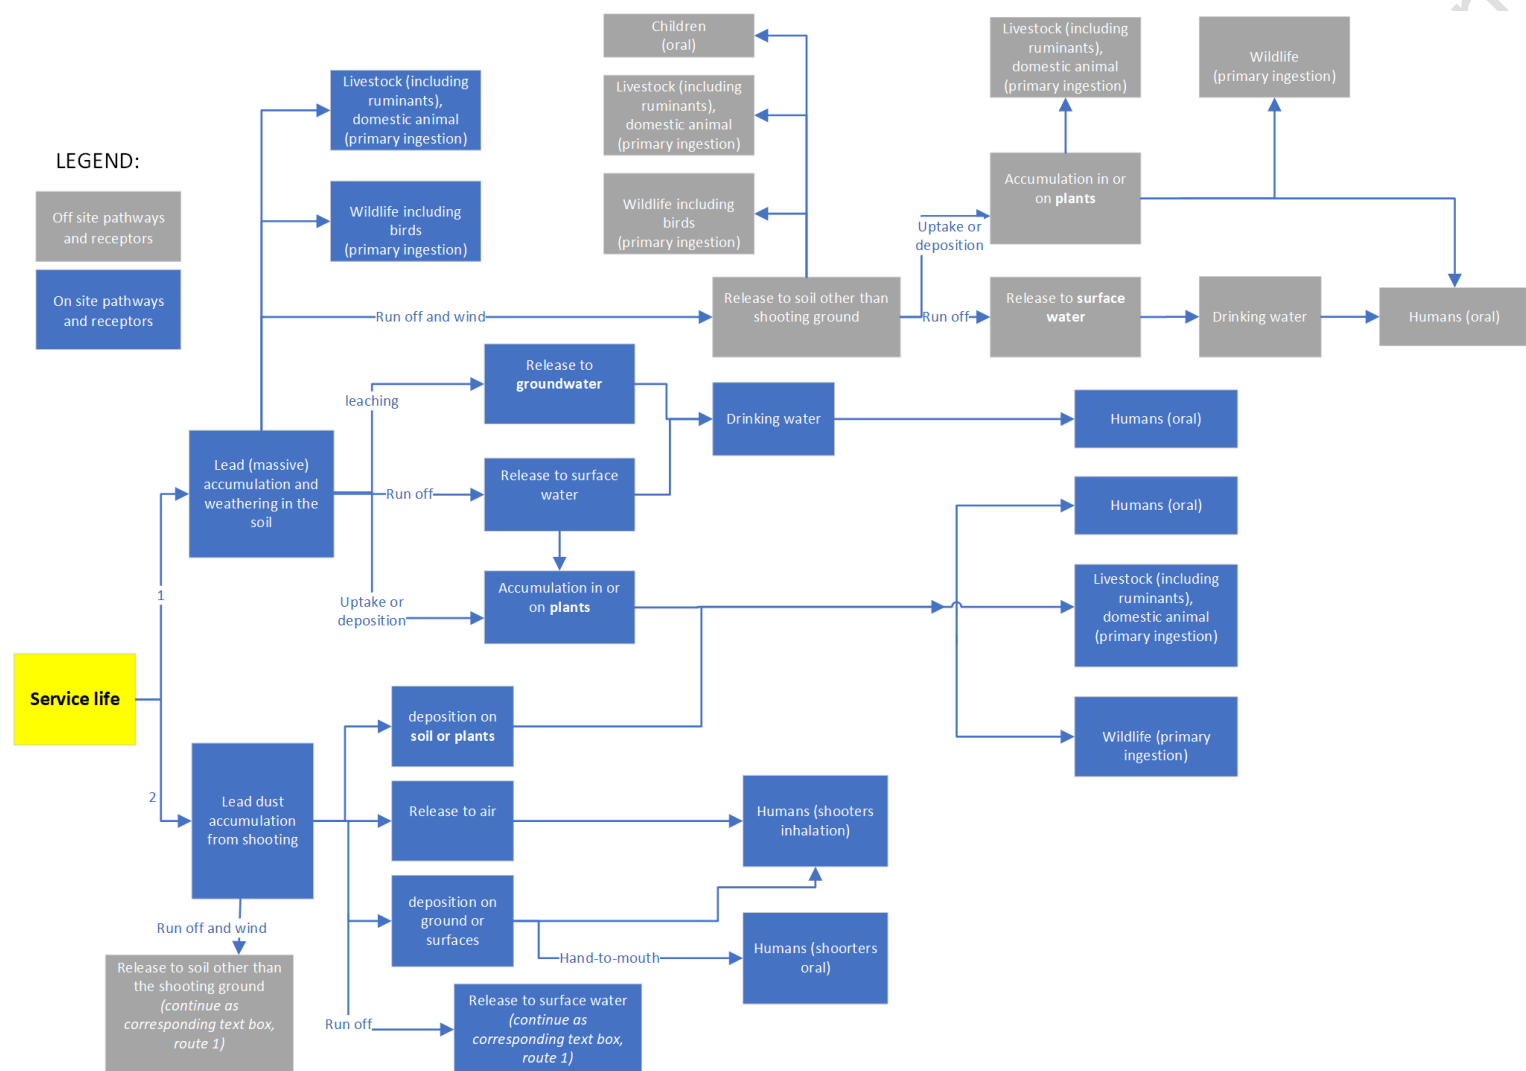 LEGEND:
Off site pathways
and receptors
On site pathways
and receptors
Service life
1
2
Lead (massive)
accumulation and
weathering in the
soil
Livestock (including
ruminants),
domestic animal
(primary ingestion)
Wildlife including
birds
(primary ingestion)
Run off and wind
Children
(oral)
Livestock (including
ruminants),
domestic animal
(primary ingestion)
Wildlife including
birds
(primary ingestion)
Release to soil other than
shooting ground
Uptake or
deposition
Accumulation in or
on plants
Livestock (including
ruminants),
domestic animal
(primary ingestion)
Wildlife
(primary ingestion)
Run off
Release to surface
water
Drinking water
Humans (oral)
leaching
Release to
groundwater
Run off
Release to surface
water
Drinking water
Humans (oral)
Uptake or
deposition
Accumulation in or
on plants
Humans (oral)
Livestock (including
ruminants),
domestic animal
(primary ingestion)
Wildlife (primary
ingestion)
Lead dust
accumulation
from shooting
deposition on
soil or plants
Release to air
Humans (shooters
inhalation)
deposition on
ground or
surfaces
Hand-to-mouth
Humans (shoorters
oral)
Run off and wind
Release to soil other than
the shooting ground
(continue as
corresponding text box,
route 1)
Run off
Release to surface water
(continue as
corresponding text box,
route 1)